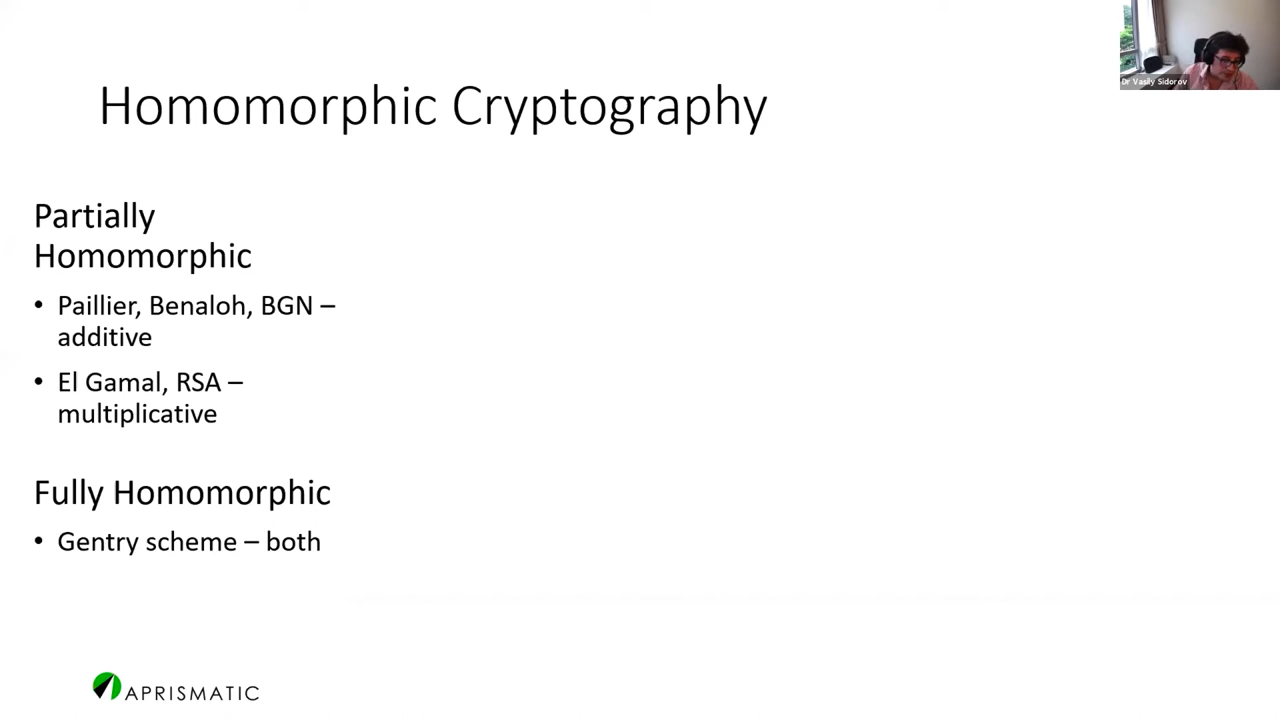 Homomorphic Cryptography
Dr Vasily Sidorov
Partially
Homomorphic
• Paillier, Benaloh, BGN –
additive
• El Gamal, RSA –
multiplicative
Fully Homomorphic
• Gentry scheme – both
APRISMATIC